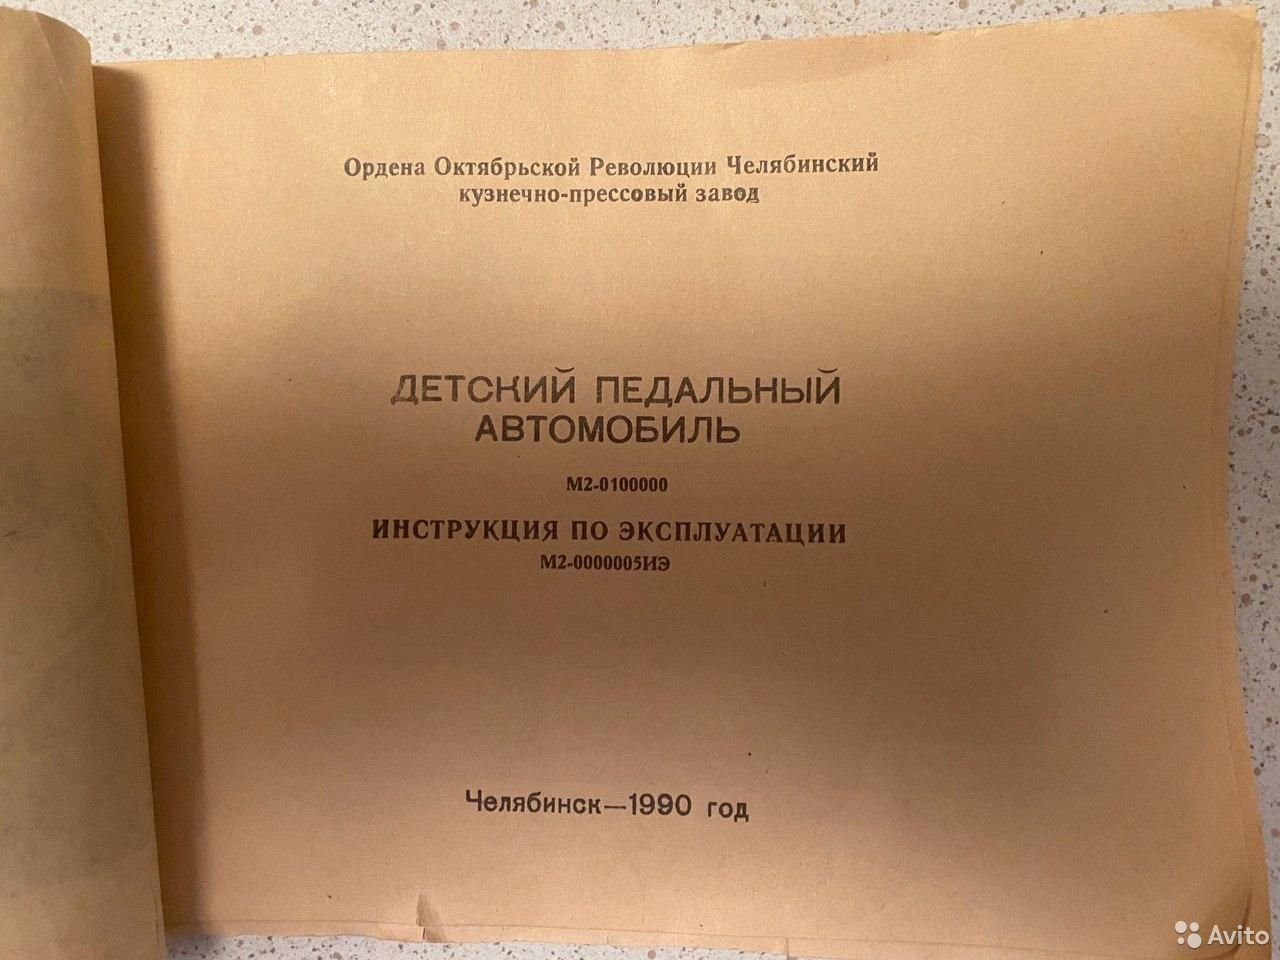 Ордена Октябрьской Революции Челябинский
кузнечно-прессовый завод
ДЕТСКИЙ ПЕДАЛЬНЫЙ
АВТОМОБИЛЬ
М2-0100000
ИНСТРУКЦИЯ ПО ЭКСПЛУАТАЦИИ
М2-0000005ИЭ
Челябинск—1990 год
Avito